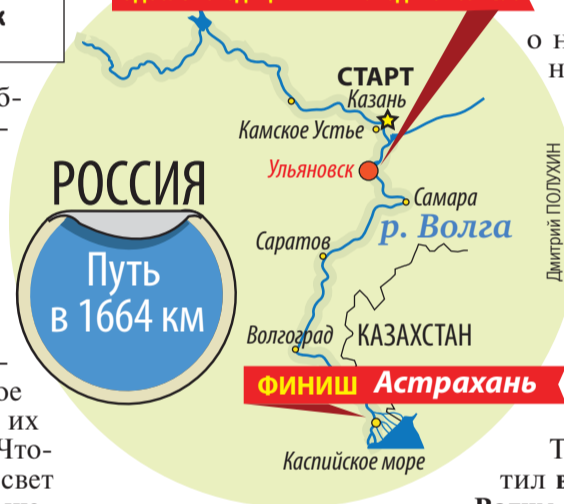 СТАРТ
Казань
Камское Устье
Ульяновск
РОССИЯ
Самара
р. Волга
Саратов
Путь
в 1664 км
Волгоград
КАЗАХСТАН
ФИНИШ Астрахань
Каспийское море
Дмитрий ПОЛУХИН
о н
н
б-
–
–
ое
их
Что-
свет
Т
тил в